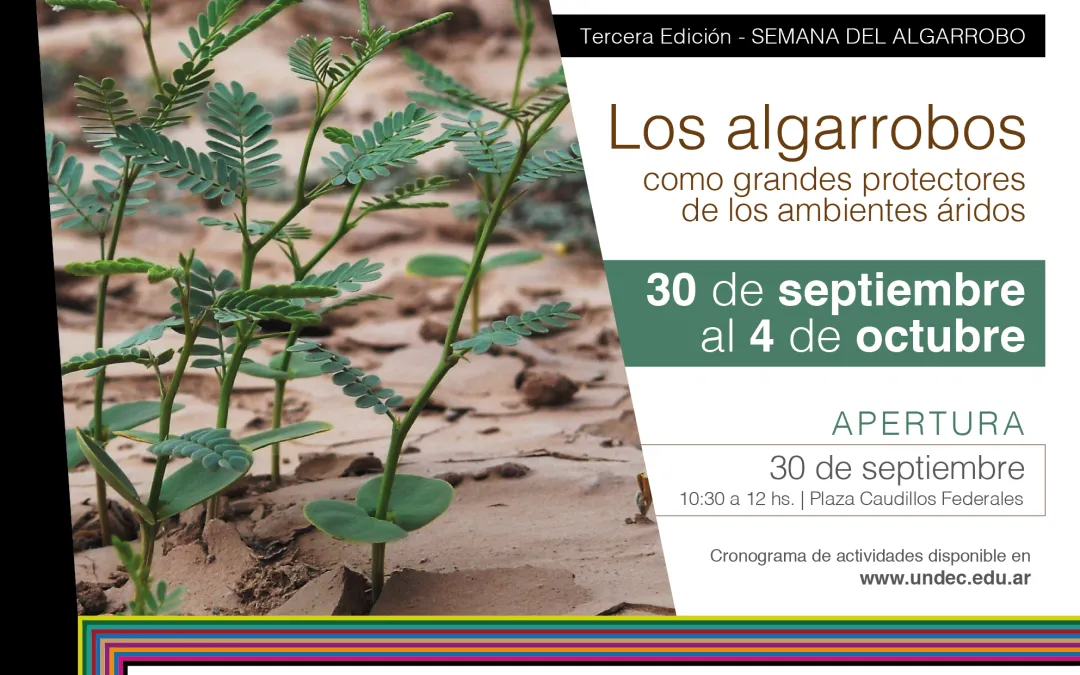 Tercera Edición - SEMANA DEL ALGARROBO
Los algarrobos
como grandes protectores
de los ambientes áridos
30 de septiembre
al 4 de octubre
APERTURA
30 de septiembre
10:30 a 12 hs. | Plaza Caudillos Federales
Cronograma de actividades disponible en
www.undec.edu.ar